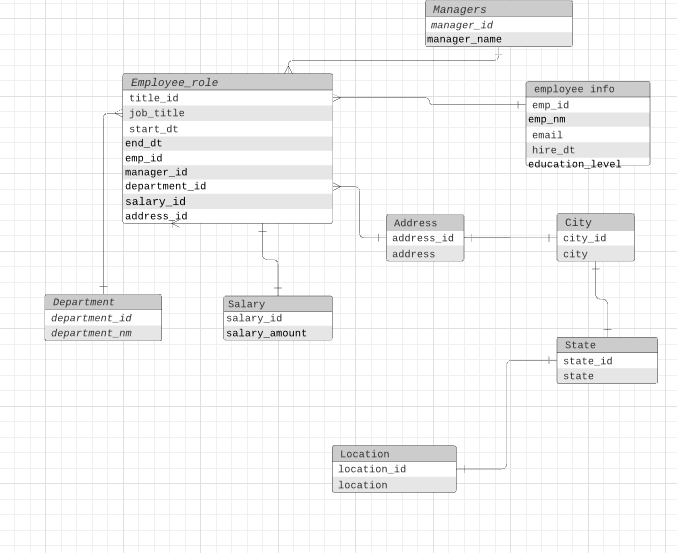 Managers
manager_id
manager_name
Employee_role
title_id
job_title
start_dt
end_dt
emp_id
manager_id
department_id
salary_id
address_id
employee info
emp_id
emp_nm
email
hire_dt
education_level
Address
address_id
address
City
city_id
city
Department
department_id
department_nm
Salary
salary_id
salary_amount
State
state_id
state
Location
location_id
location